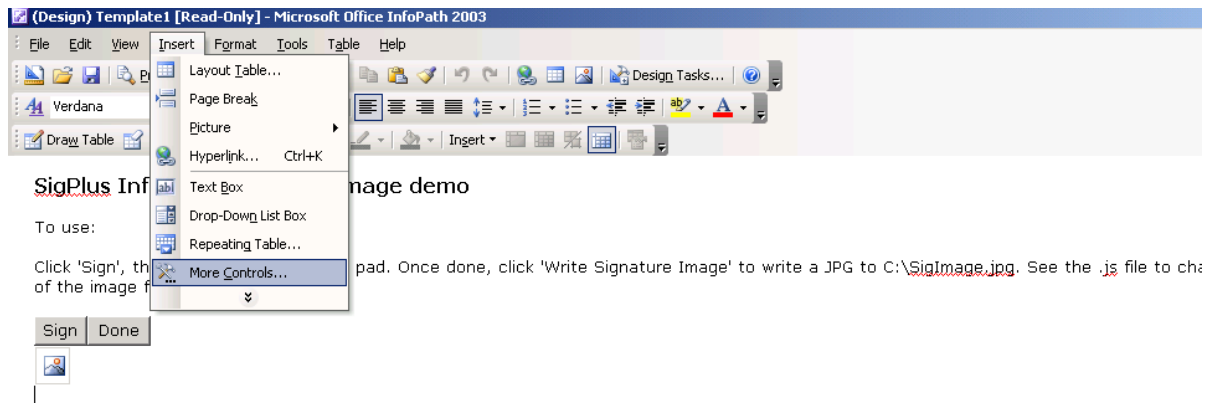 (Design) Template1 [Read-Only] - Microsoft Office InfoPath 2003
File Edit View Insert Format Tools Table Help
Layout Table... Design Tasks...
Verdana Page Break
Picture
Draw Table Insert
Hyperlink... Ctrl+K
SigPlus Inf Text Box mage demo
Drop-Down List Box
To use:
Repeating Table...
Click 'Sign', th More Controls... pad. Once done, click 'Write Signature Image' to write a JPG to C:\SigImage.jpg. See the .js file to cha
of the image f
Sign Done